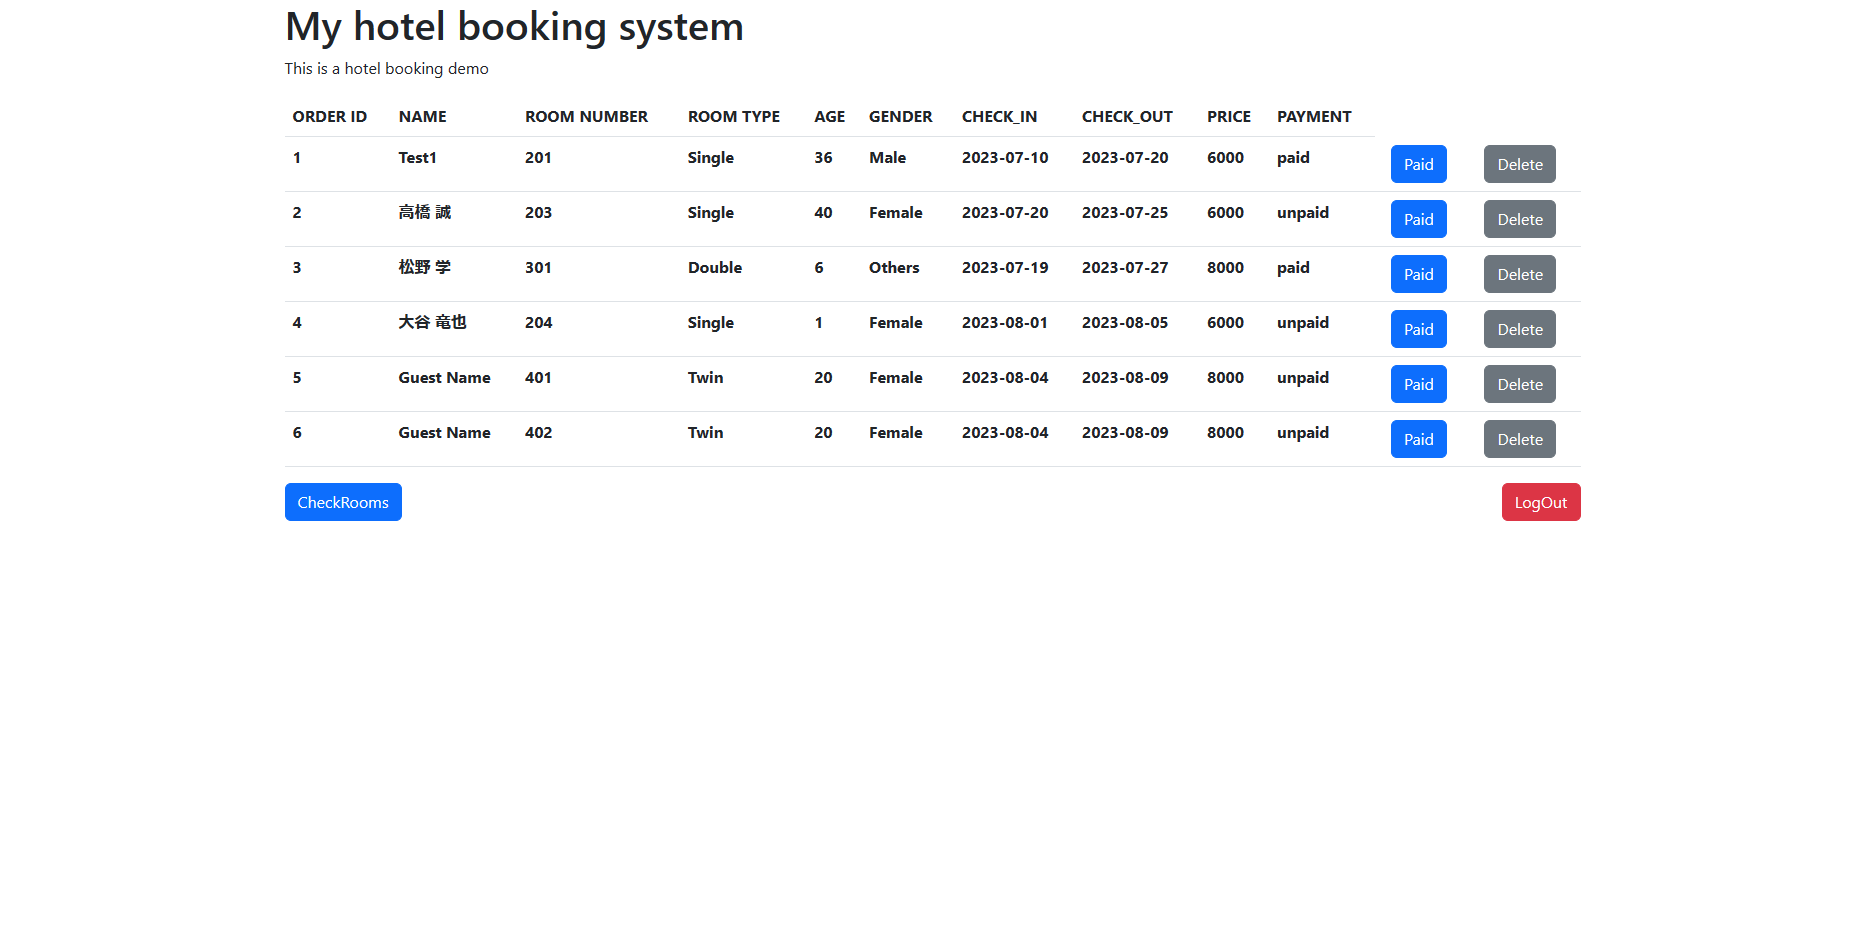 My hotel booking system
This is a hotel booking demo
ORDER ID NAME ROOM NUMBER ROOM TYPE AGE GENDER CHECK_IN CHECK_OUT PRICE PAYMENT
1 Test1 201 Single 36 Male 2023-07-10 2023-07-20 6000 paid Paid Delete
2 高橋 誠 203 Single 40 Female 2023-07-20 2023-07-25 6000 unpaid Paid Delete
3 松野 学 301 Double 6 Others 2023-07-19 2023-07-27 8000 paid Paid Delete
4 大谷 竜也 204 Single 1 Female 2023-08-01 2023-08-05 6000 unpaid Paid Delete
5 Guest Name 401 Twin 20 Female 2023-08-04 2023-08-09 8000 unpaid Paid Delete
6 Guest Name 402 Twin 20 Female 2023-08-04 2023-08-09 8000 unpaid Paid Delete
CheckRooms LogOut